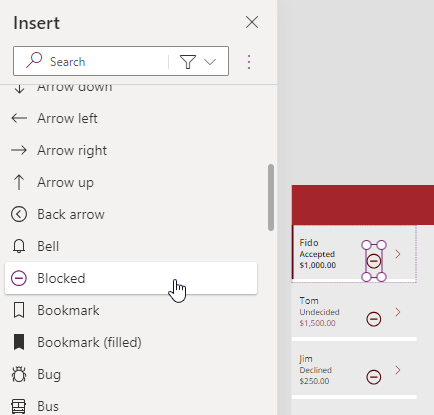 Insert
Search
Arrow down
Arrow left
Arrow right
Arrow up
Back arrow
Bell
Blocked
Bookmark
Bookmark (filled)
Bug
Bus
Fido
Accepted
$1,000.00
Tom
Undecided
$1,500.00
Jim
Declined
$250.00